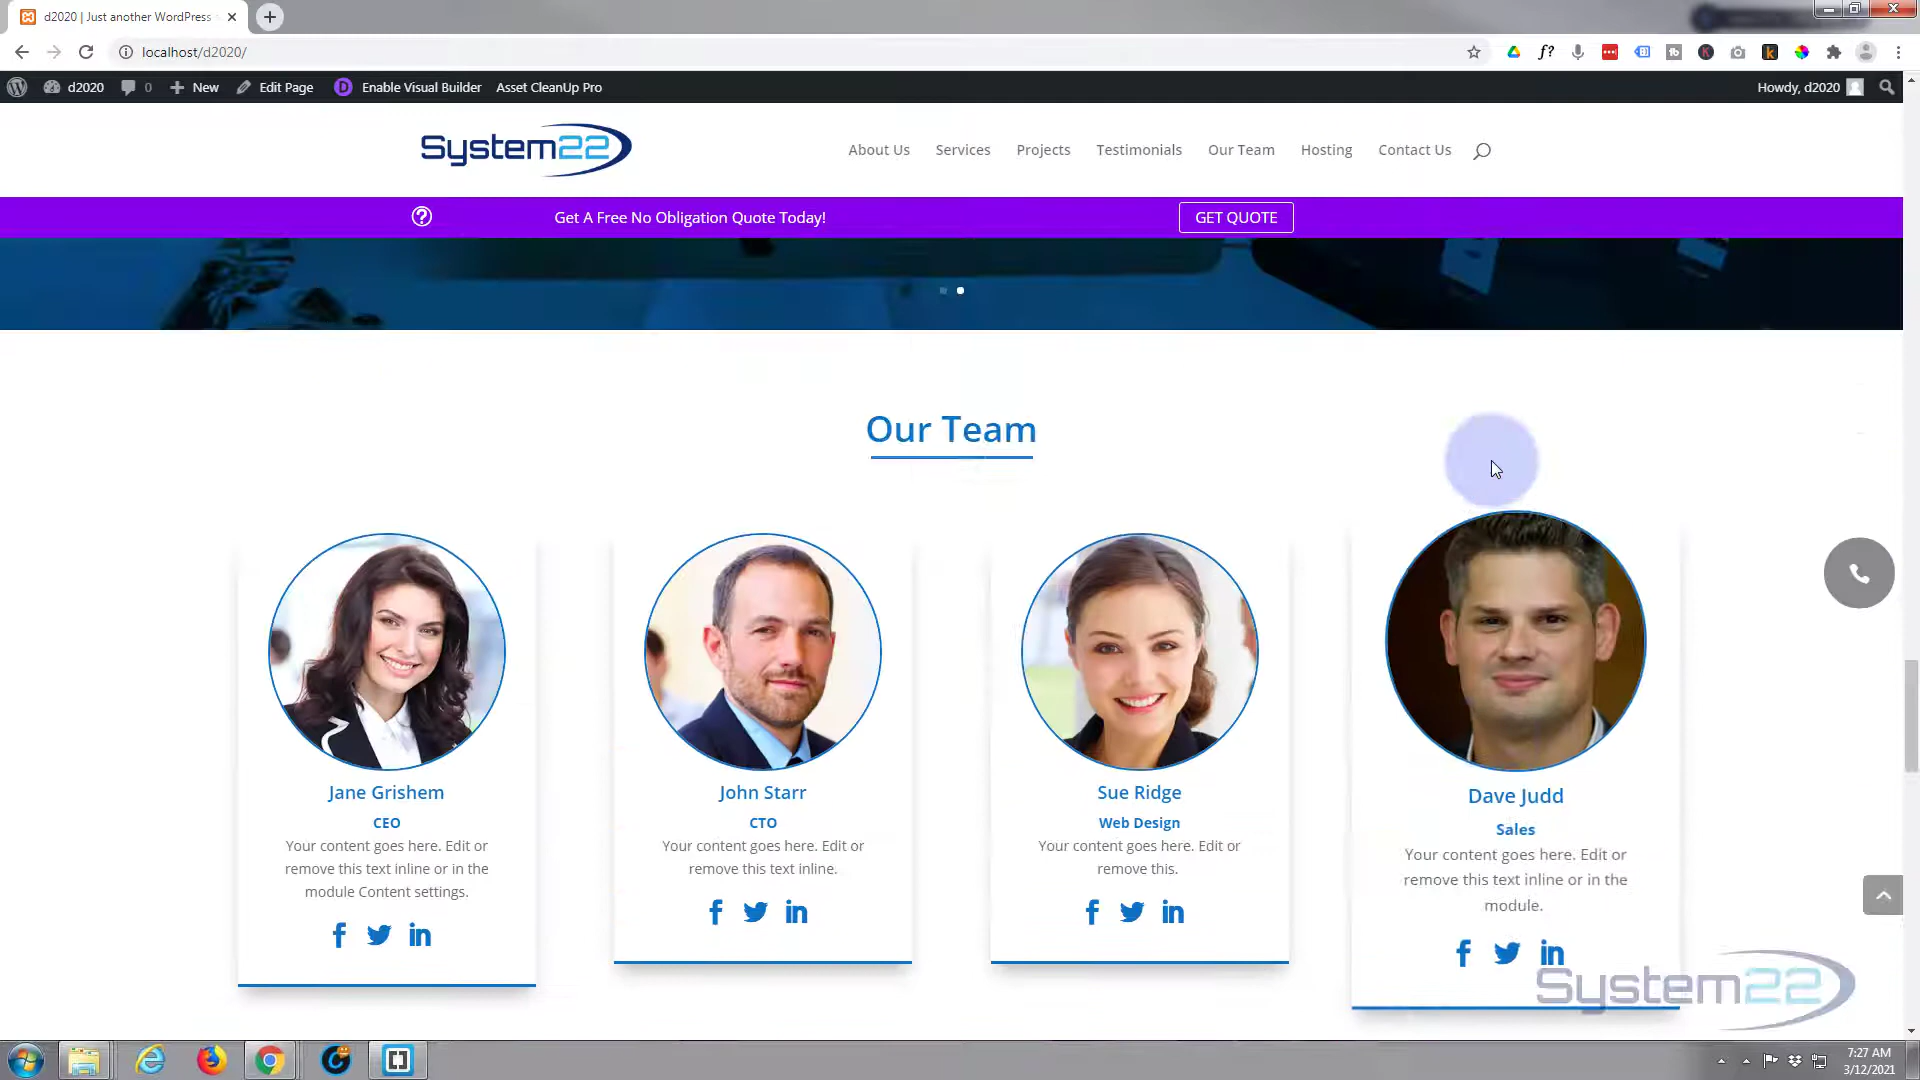 d2020 | Just another WordPress
localhost/d2020/
d2020 0 New Edit Page Enable Visual Builder Asset CleanUp Pro Howdy, d2020
System22
About Us Services Projects Testimonials Our Team Hosting Contact Us
Get A Free No Obligation Quote Today! GET QUOTE
Our Team
Jane Grishem
CEO
Your content goes here. Edit or
remove this text inline or in the
module Content settings.
John Starr
CTO
Your content goes here. Edit or
remove this text inline.
Sue Ridge
Web Design
Your content goes here. Edit or
remove this.
Dave Judd
Sales
Your content goes here. Edit or
remove this text inline or in the
module.
System22
7:27 AM
3/12/2021